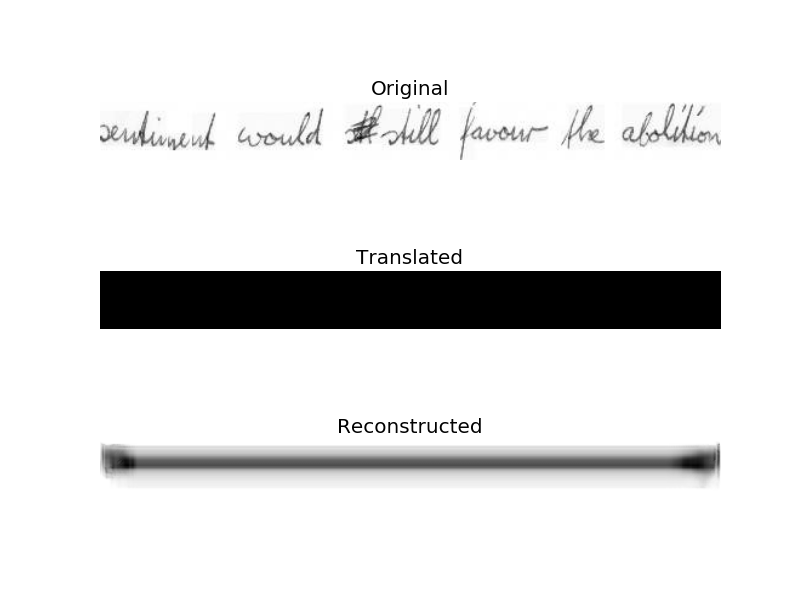 Original
sentiment would still favour the abolition
Translated
Reconstructed